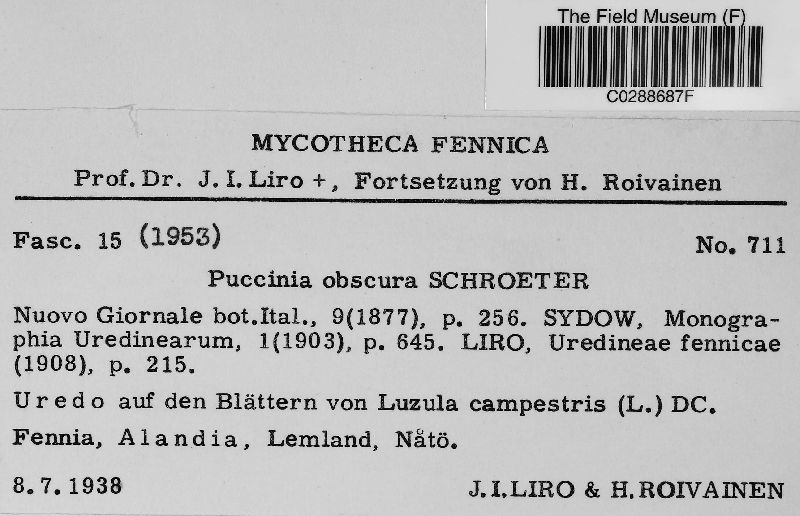 The Field Museum (F)
C0288687F
MYCOTHECA FENNICA
Prof. Dr. J. I. Liro +, Fortsetzung von H. Roivainen
Fasc. 15 (1953)
No. 711
Puccinia obscura SCHROETER
Nuovo Giornale bot.Ital., 9(1877), p. 256. SYDOW, Monogra-
phia Uredinearum, 1(1903), p. 645. LIRO, Uredineae fennicae
(1908), p. 215.
Uredo auf den Blättern von Luzula campestris (L.) DC.
Fennia, Alandia, Lemland, Nåtö.
8. 7. 1938
J. I. LIRO & H. ROIVAINEN